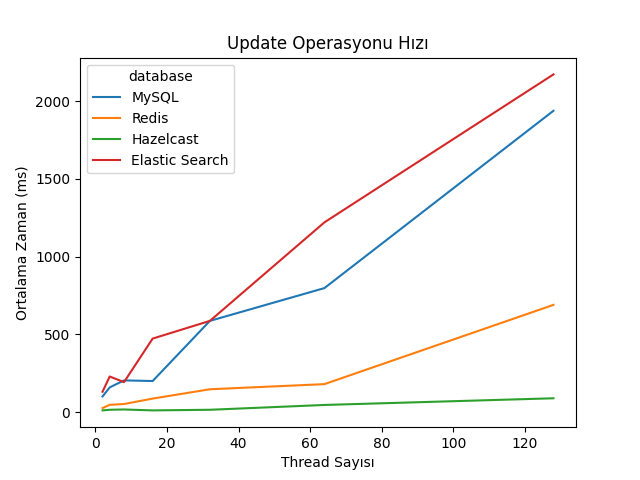 Update Operasyonu Hızı
database
MySQL
Redis
Hazelcast
Elastic Search
Ortalama Zaman (ms)
2000
1500
1000
500
0
0 20 40 60 80 100 120
Thread Sayısı